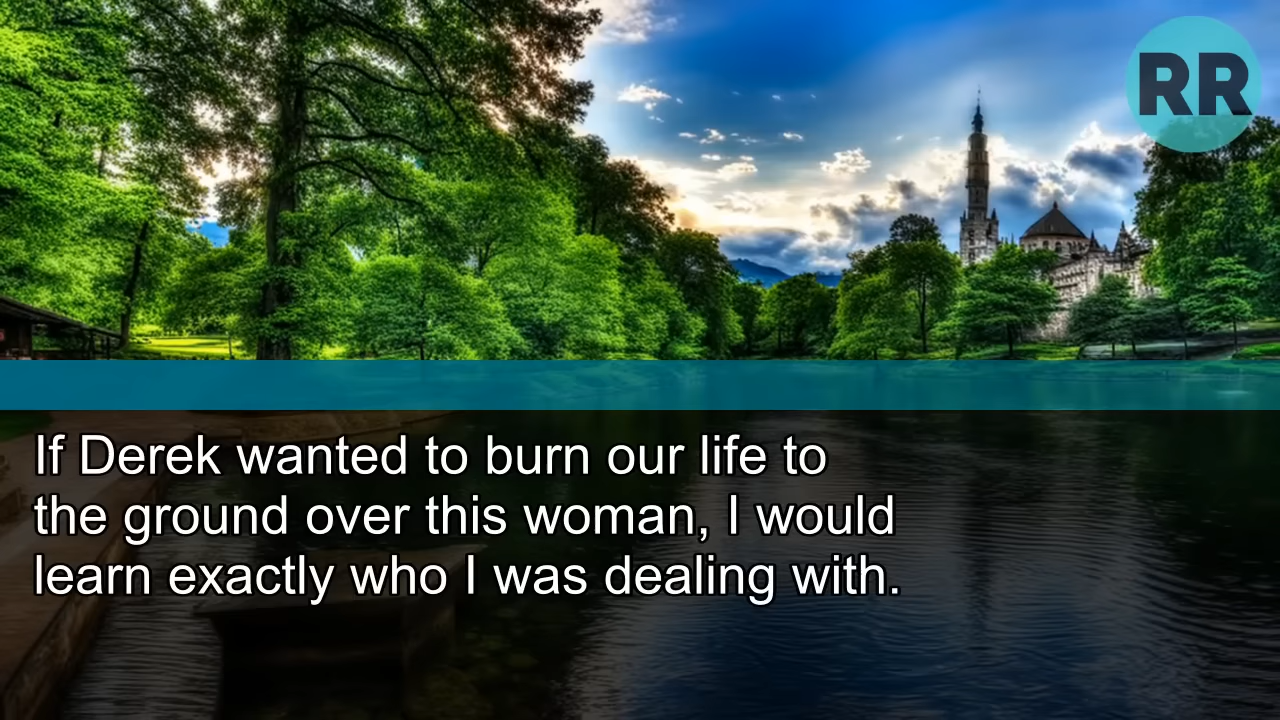 RR
If Derek wanted to burn our life to
the ground over this woman, I would
learn exactly who I was dealing with.